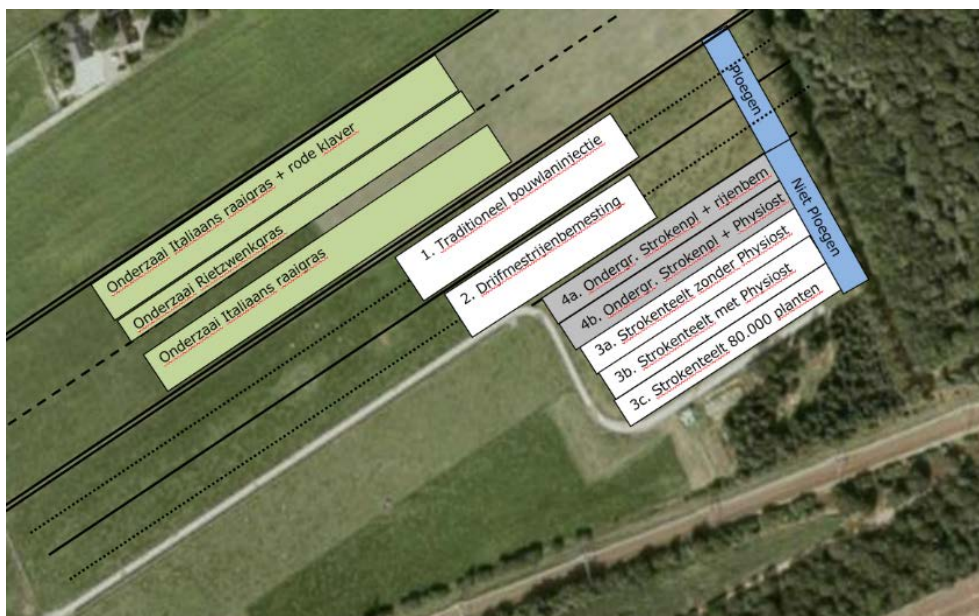 Onderzaai Italiaans raaigras + rode klaver
Onderzaai Rietzwenkgras
Onderzaai Italiaans raaigras
1. Traditioneel bouwlaninjectie
2. Drijfmestrijenbemesting
4a. Ondergr. Strokenpl + rijenbem
4b. Ondergr. Strokenpl + Physiost
3a. Strokenteelt zonder Physiost
3b. Strokenteelt met Physiost
3c. Strokenteelt 80.000 planten
Ploegen
Niet Ploegen